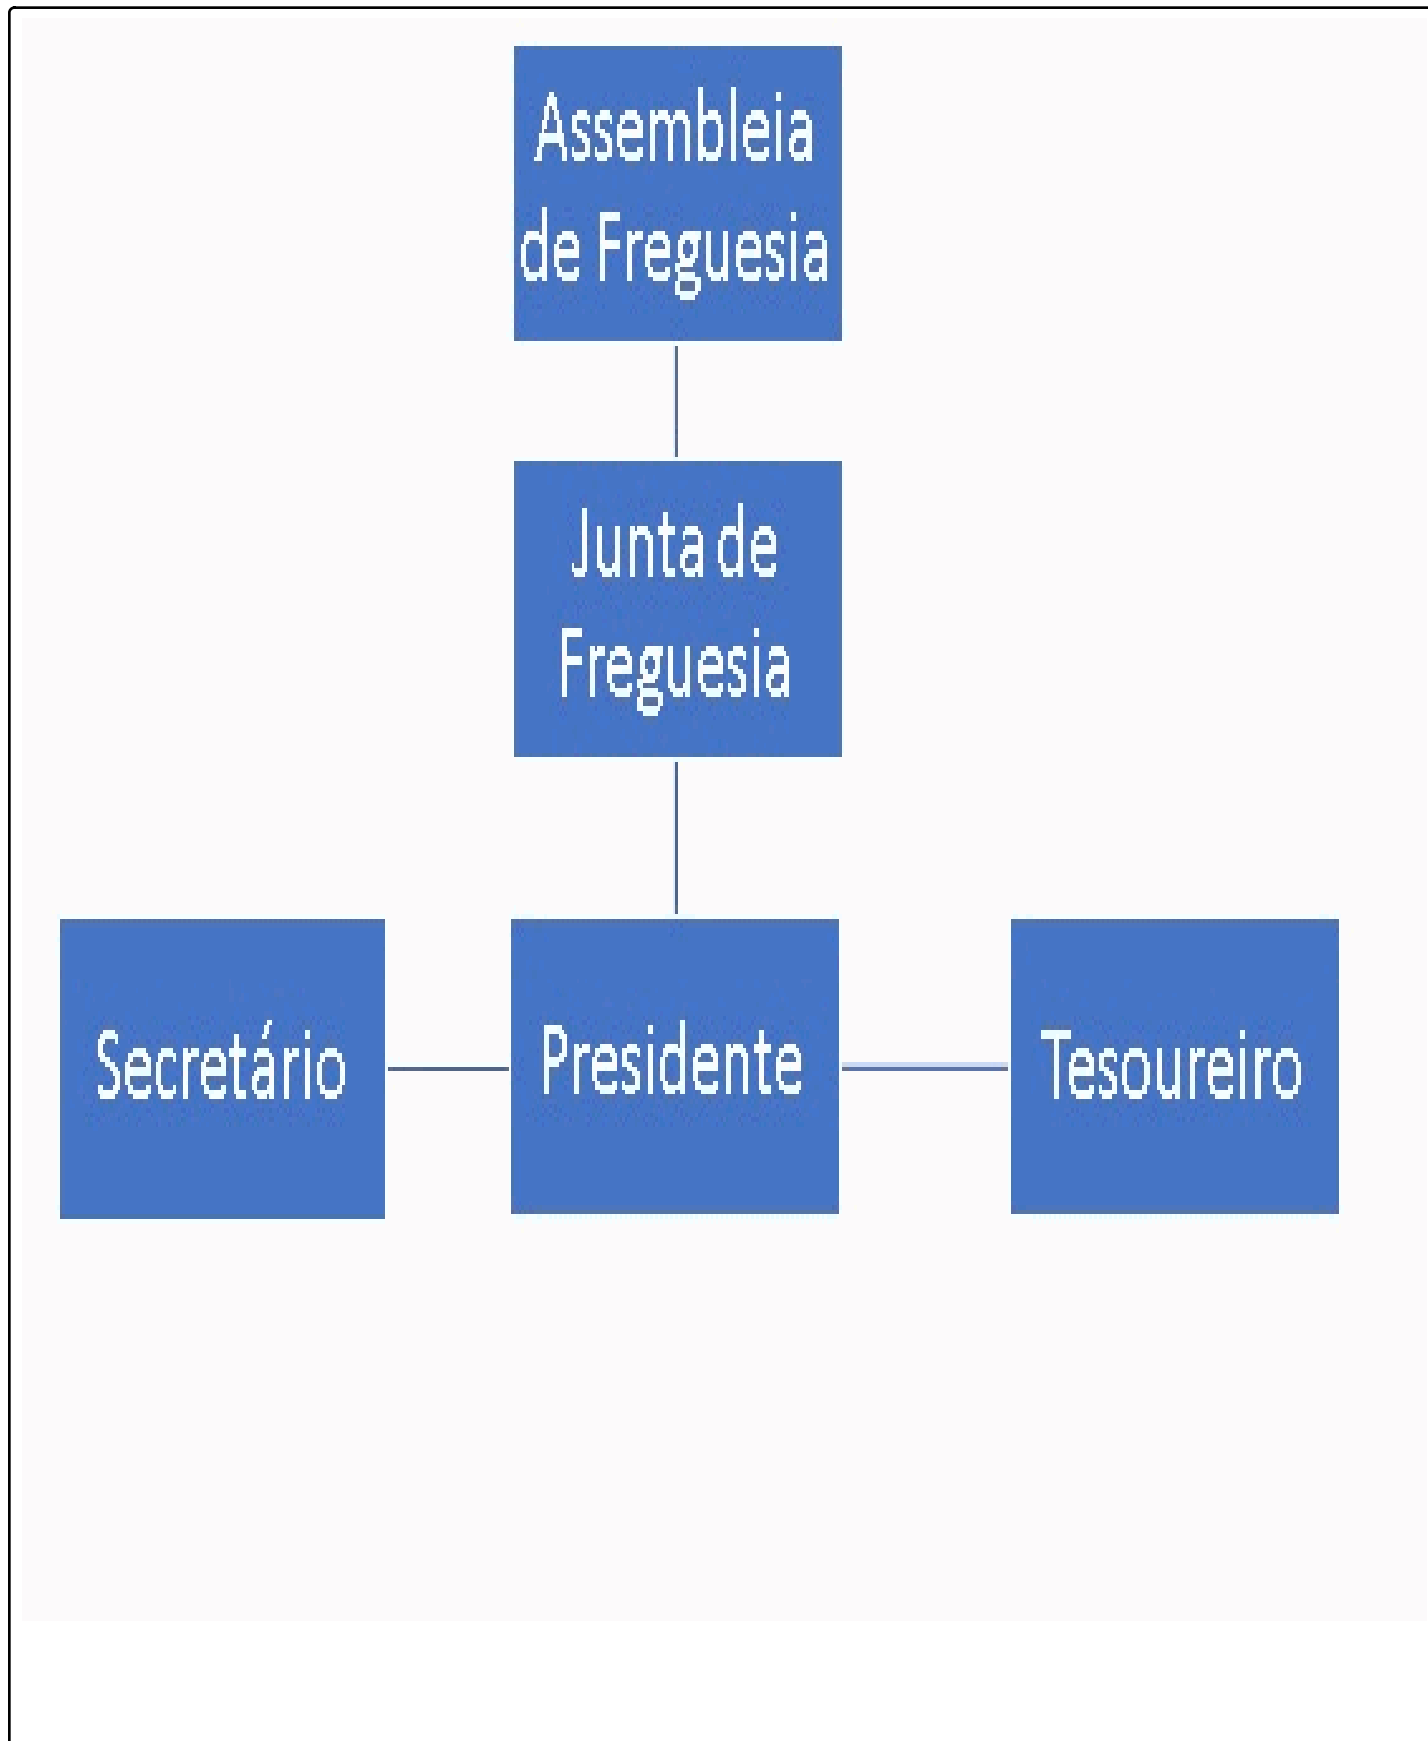 Assembleia
de Freguesia
Junta de
Freguesia
Secretário
Presidente
Tesoureiro